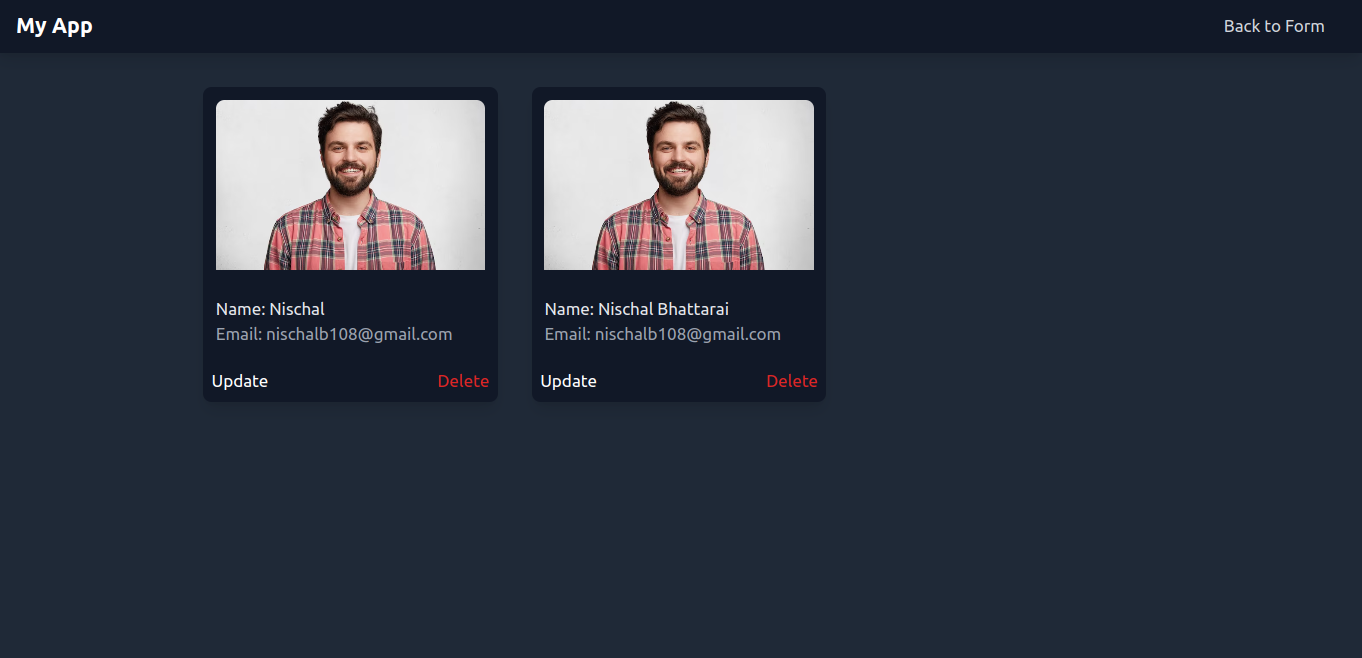 My App
Back to Form
Name: Nischal
Email: nischalb108@gmail.com
Update
Delete
Name: Nischal Bhattarai
Email: nischalb108@gmail.com
Update
Delete